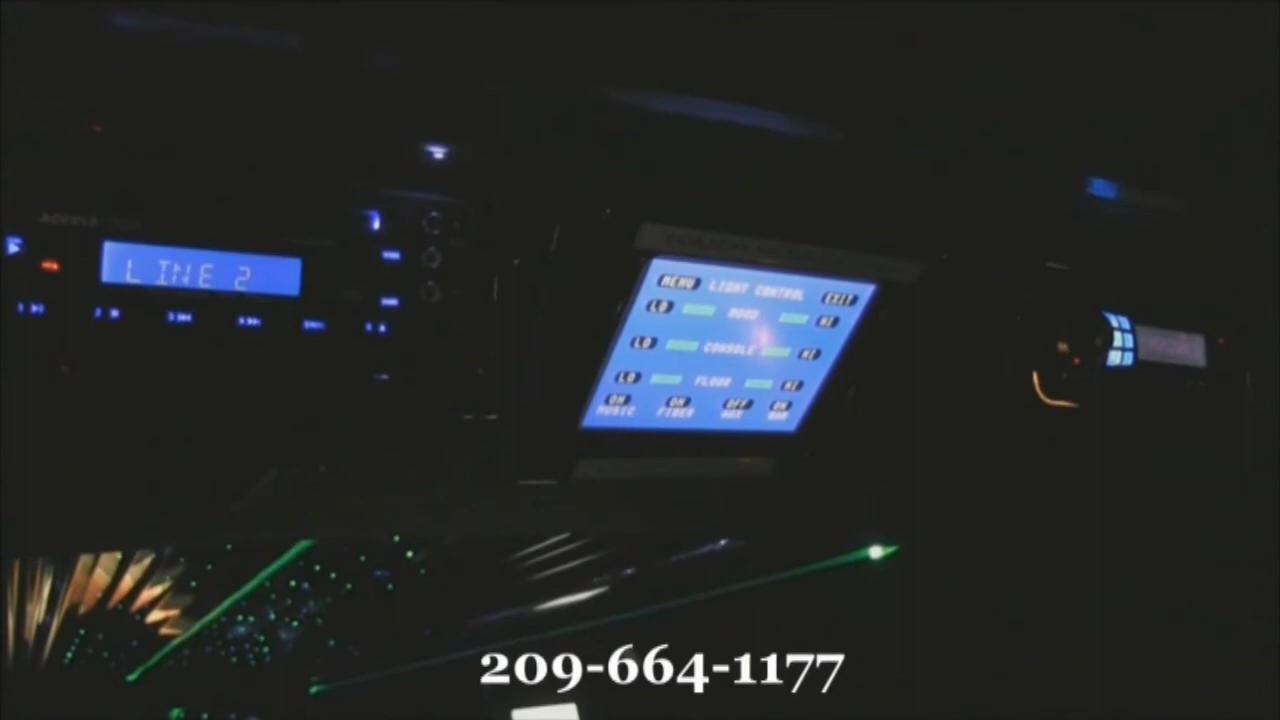 LINE 2
MENU LIGHT CONTROL EXIT
LO MOOD HI
LO CONSOLE HI
LO FLOOR HI
ON ON OFF ON
MUSIC FIBER AUX BAR
209-664-1177